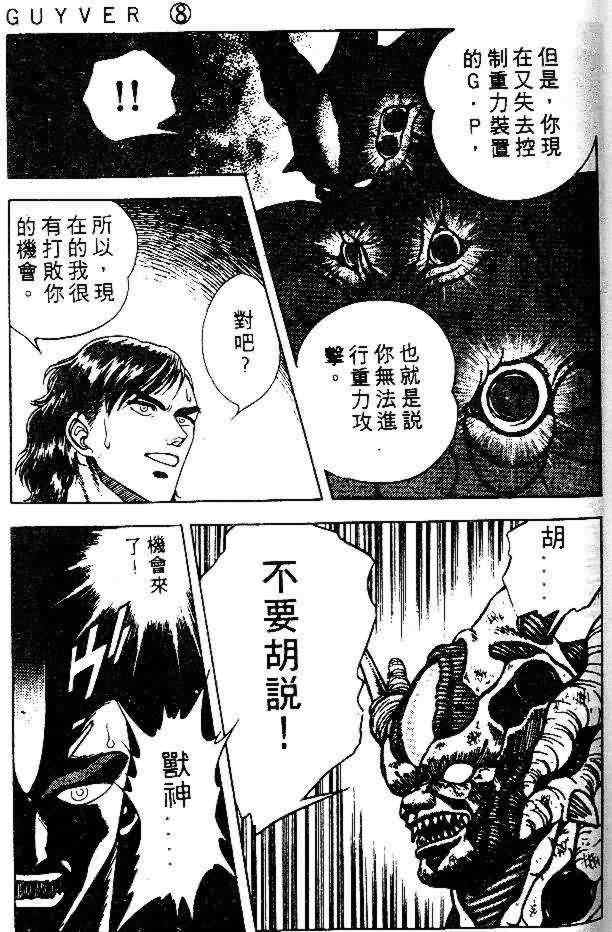 GUYVER ⑧
但是，你現
在又失去控
制重力裝置
的G．P，
！！
也就是說
你無法進
行重力攻
擊。
對吧？
所以，現
在的我很
有打敗你
的機會。
胡‥‥
不要胡說！
機會來
了！
獸神‥‥